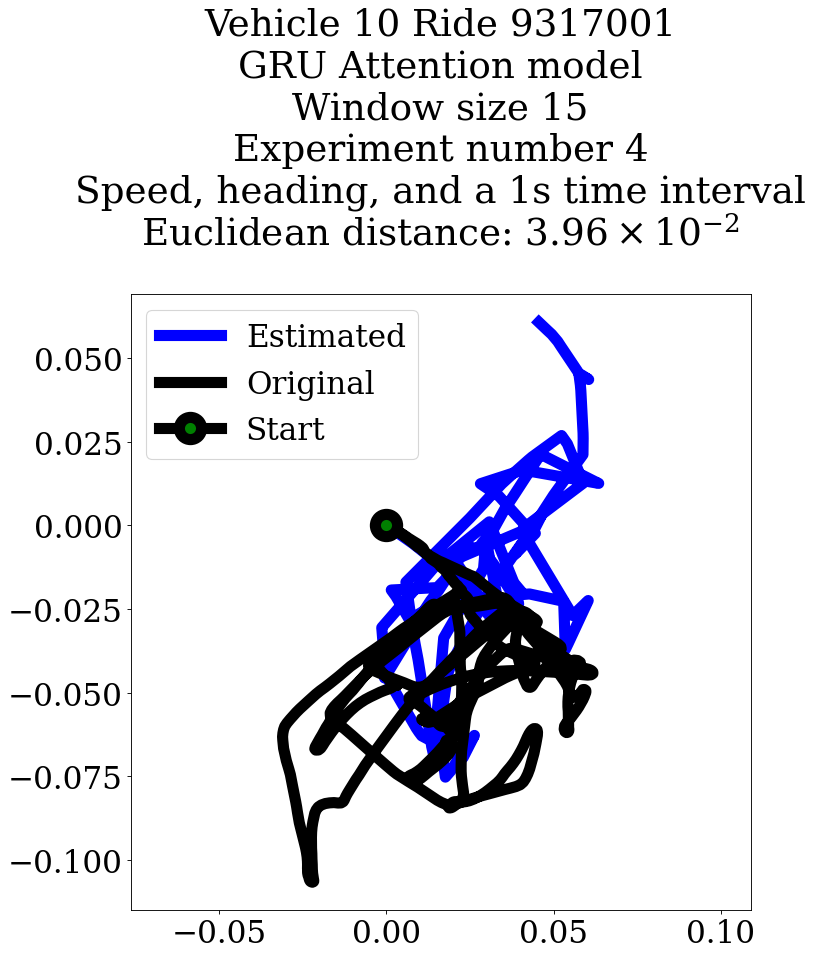 Vehicle 10 Ride 9317001
GRU Attention model
Window size 15
Experiment number 4
Speed, heading, and a 1s time interval
Euclidean distance: 3.96 × 10⁻²
Estimated
Original
Start
0.050
0.025
0.000
−0.025
−0.050
−0.075
−0.100
−0.05 0.00 0.05 0.10